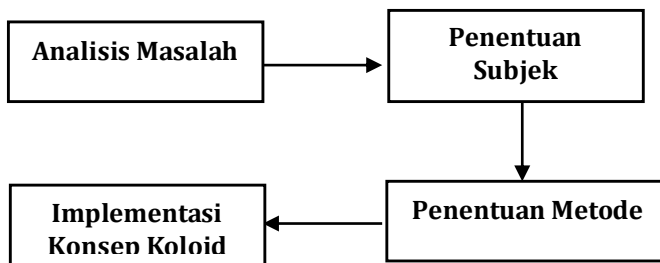 Analisis Masalah
Penentuan
Subjek
Penentuan Metode
Implementasi
Konsep Koloid